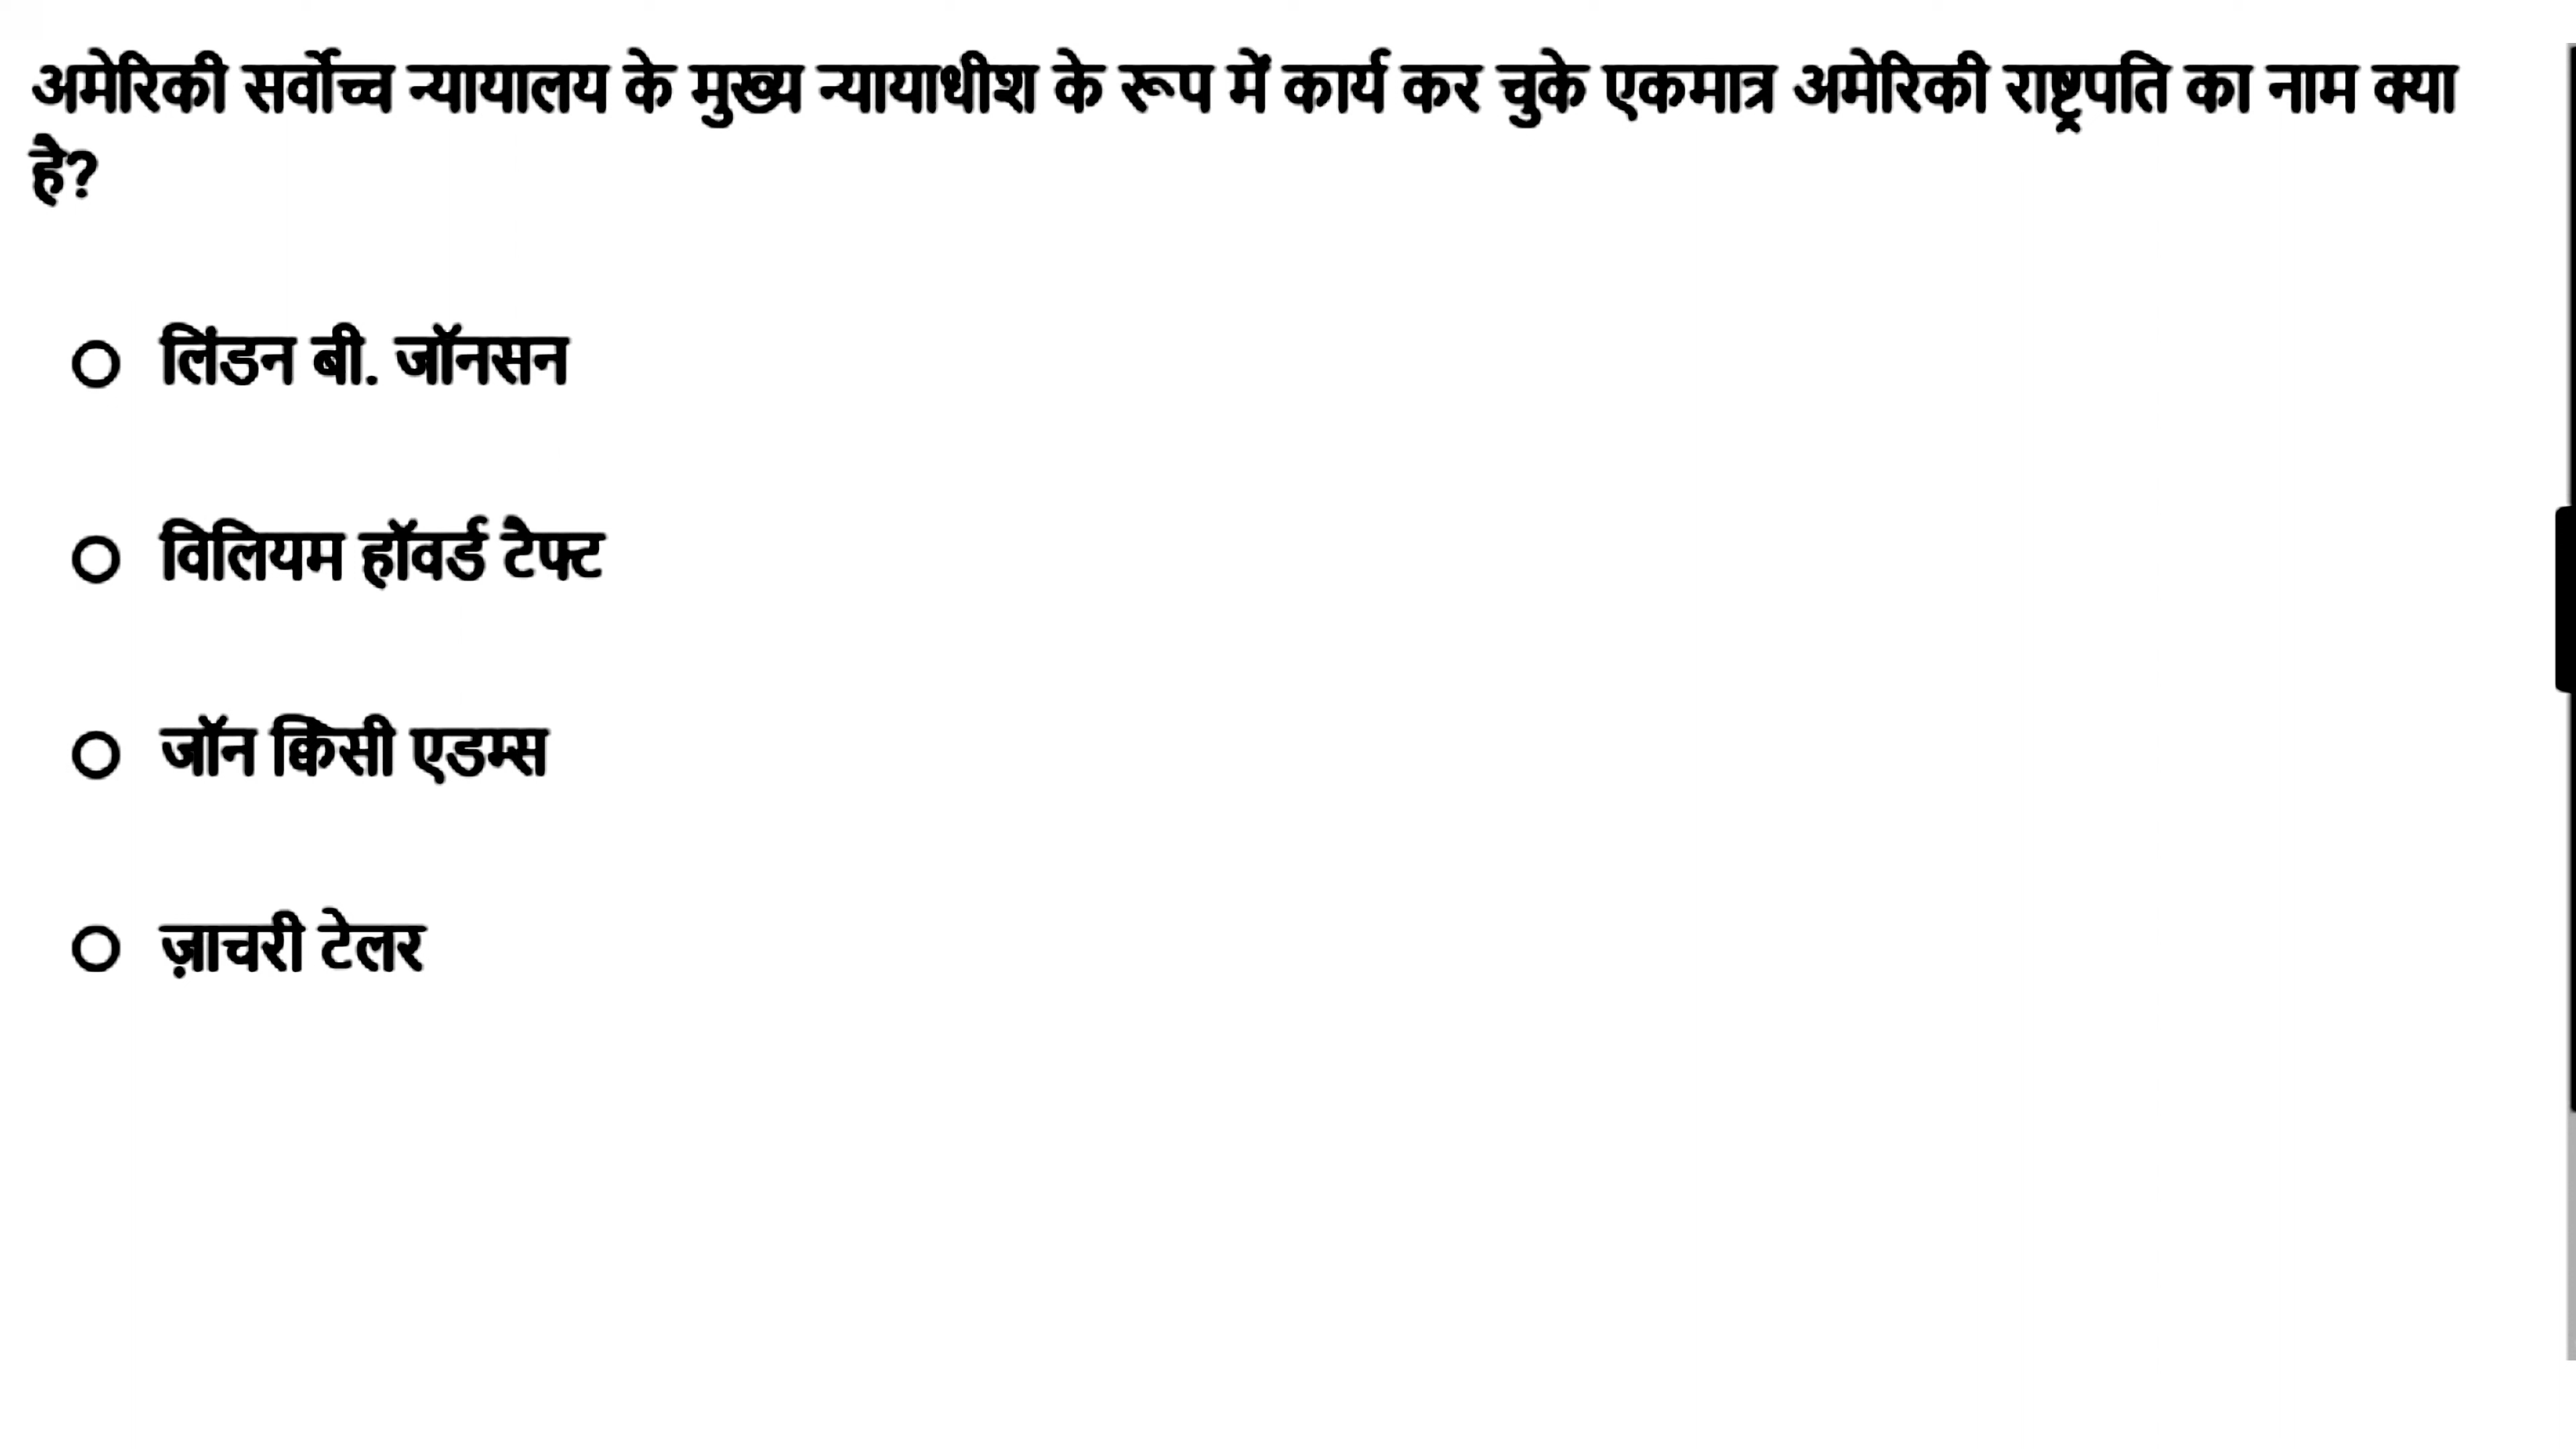 अमेरिकी सर्वोच्च न्यायालय के मुख्य न्यायाधीश के रूप में कार्य कर चुके एकमात्र अमेरिकी राष्ट्रपति का नाम क्या
है?
लिंडन बी. जॉनसन
विलियम हॉवर्ड टैफ्ट
जॉन क्विंसी एडम्स
ज़ाचरी टेलर